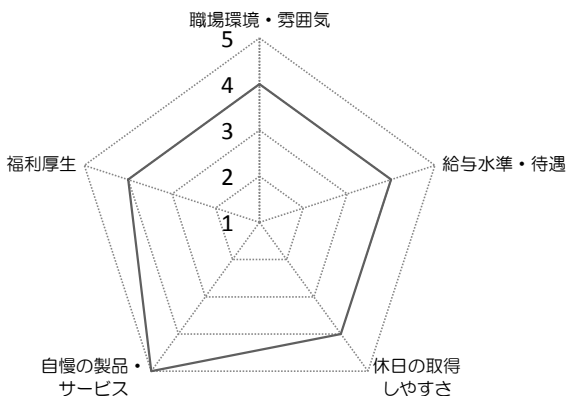 職場環境・雰囲気
5
4
3
2
1
福利厚生
給与水準・待遇
自慢の製品・
サービス
休日の取得
しやすさ